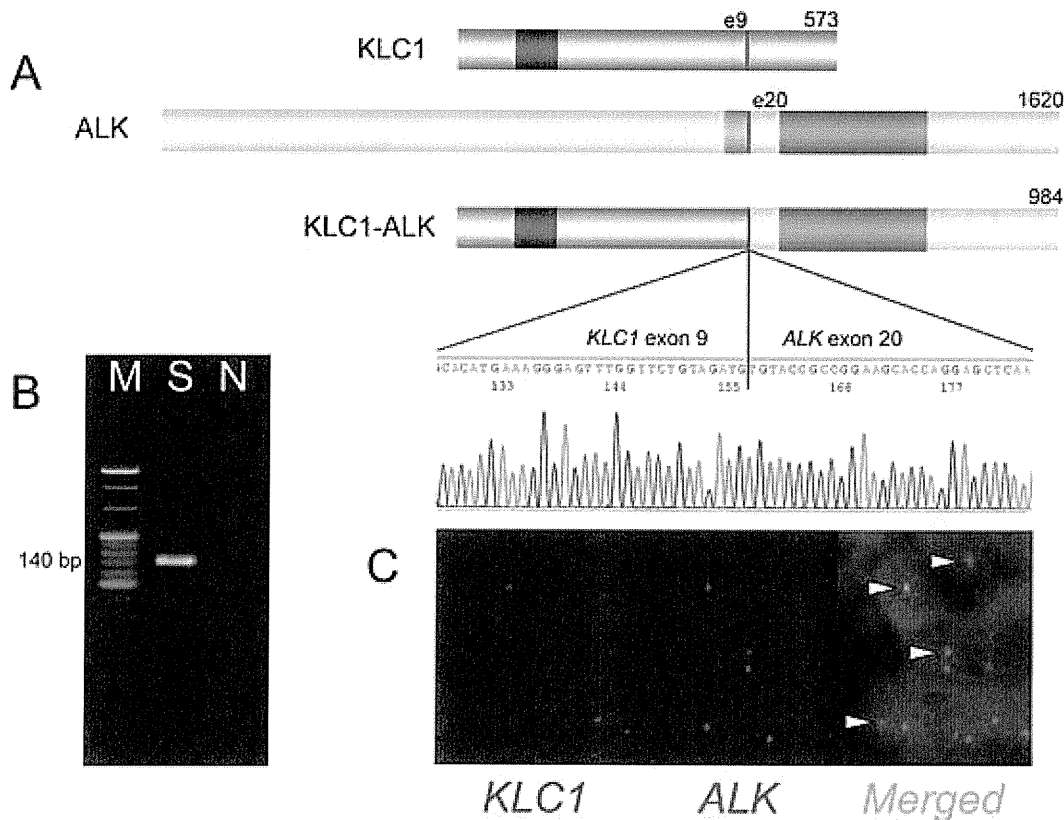 A
KLC1
e9
573
ALK
e20
1620
KLC1-ALK
984
KLC1 exon 9
ALK exon 20
CACATGAAAGGGAGTTTGGTTCTGTAGATGTGTACCGCCGGAAGCACCAGGAGCTCAA
133 144 155 166 177
B
M S N
140 bp
C
KLC1
ALK
Merged